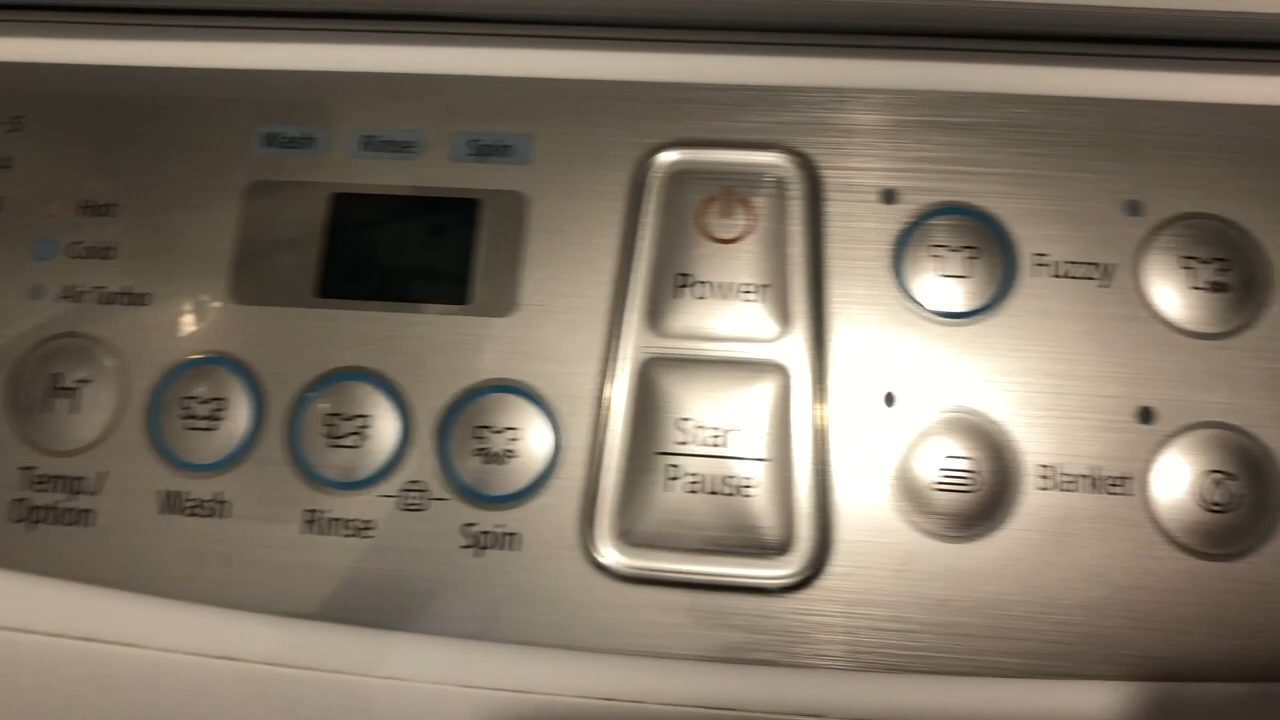 Wash Rinse Spin
Hot
Cold
Air Turbo
Power
Start
Pause
Fuzzy
Blanket
Temp./
Option
Wash
Rinse
Spin